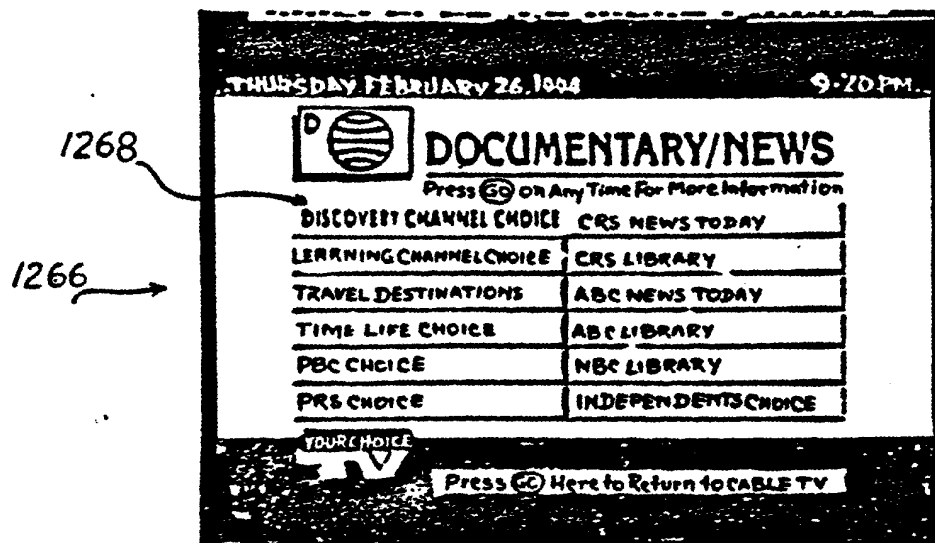 THURSDAY, FEBRUARY 26, 1994 9:20 PM
1268
D
DOCUMENTARY/NEWS
Press GO on Any Time For More Information
DISCOVERY CHANNEL CHOICE CRS NEWS TODAY
LEARNING CHANNEL CHOICE CRS LIBRARY
1266
TRAVEL DESTINATIONS ABC NEWS TODAY
TIME LIFE CHOICE ABC LIBRARY
PBC CHOICE NBC LIBRARY
PRS CHOICE INDEPENDENTS CHOICE
YOUR CHOICE TV
Press GO Here to Return to CABLE TV